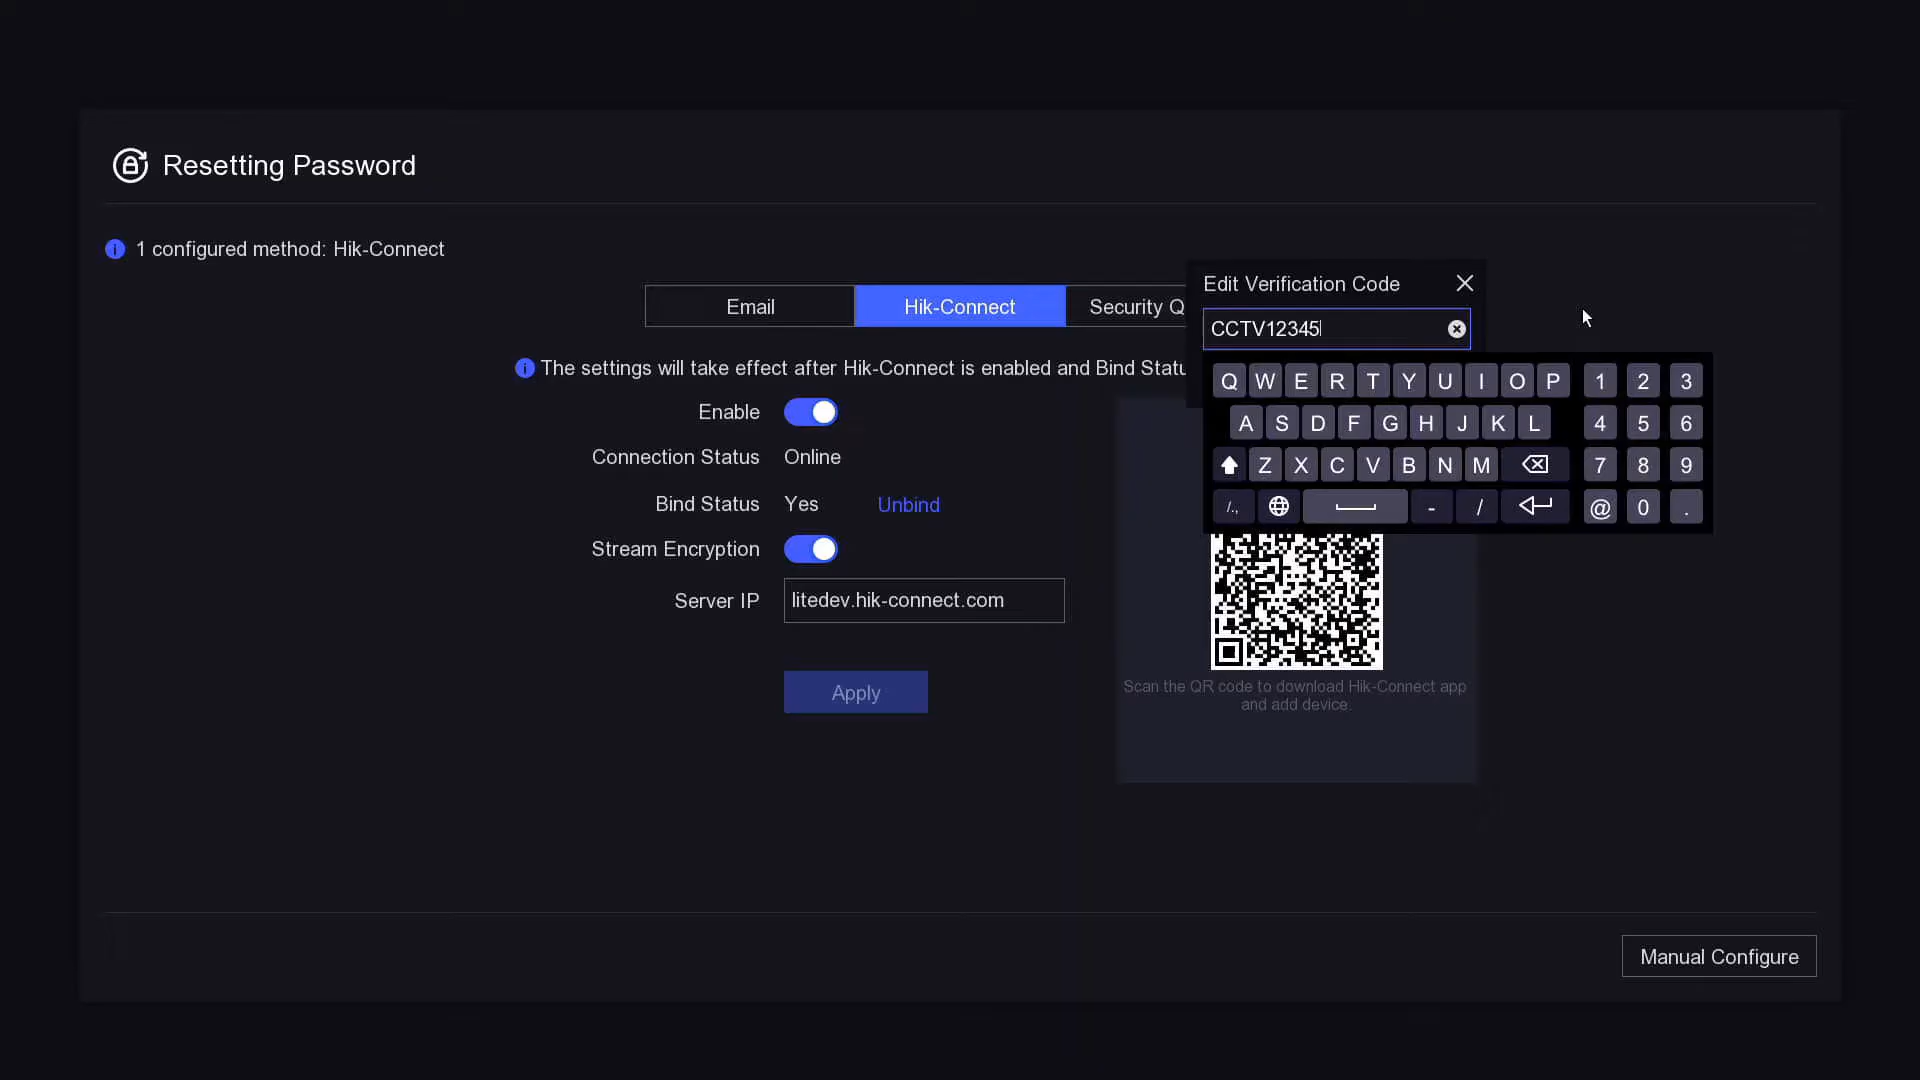 Resetting Password
1 configured method: Hik-Connect
Email
Hik-Connect
Security Q
The settings will take effect after Hik-Connect is enabled and Bind Statu
Enable
Connection Status Online
Bind Status Yes Unbind
Stream Encryption
Server IP litedev.hik-connect.com
Apply
Edit Verification Code
CCTV12345
Q W E R T Y U I O P 1 2 3
A S D F G H J K L 4 5 6
Z X C V B N M 7 8 9
/., - / @ 0 .
Scan the QR code to download Hik-Connect app
and add device.
Manual Configure